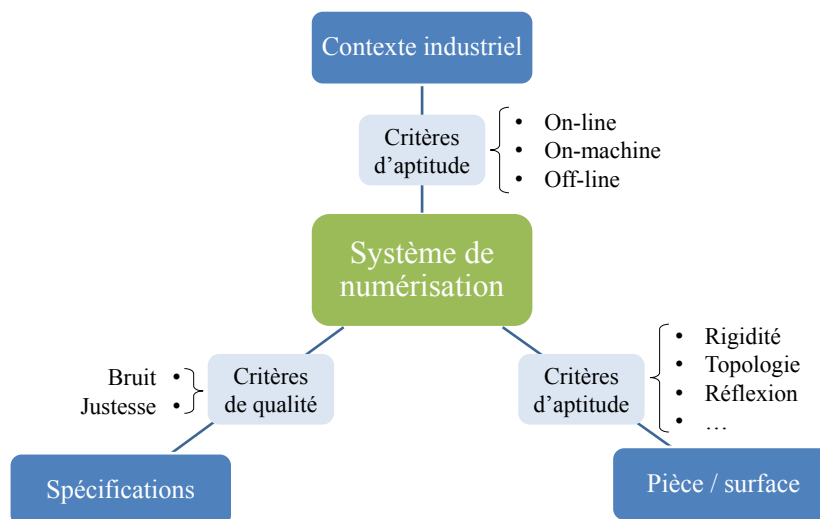 Contexte industriel
Critères
d'aptitude
• On-line
• On-machine
• Off-line
Système de
numérisation
Bruit •
Justesse •
Critères
de qualité
Critères
d'aptitude
• Rigidité
• Topologie
• Réflexion
• …
Spécifications
Pièce / surface